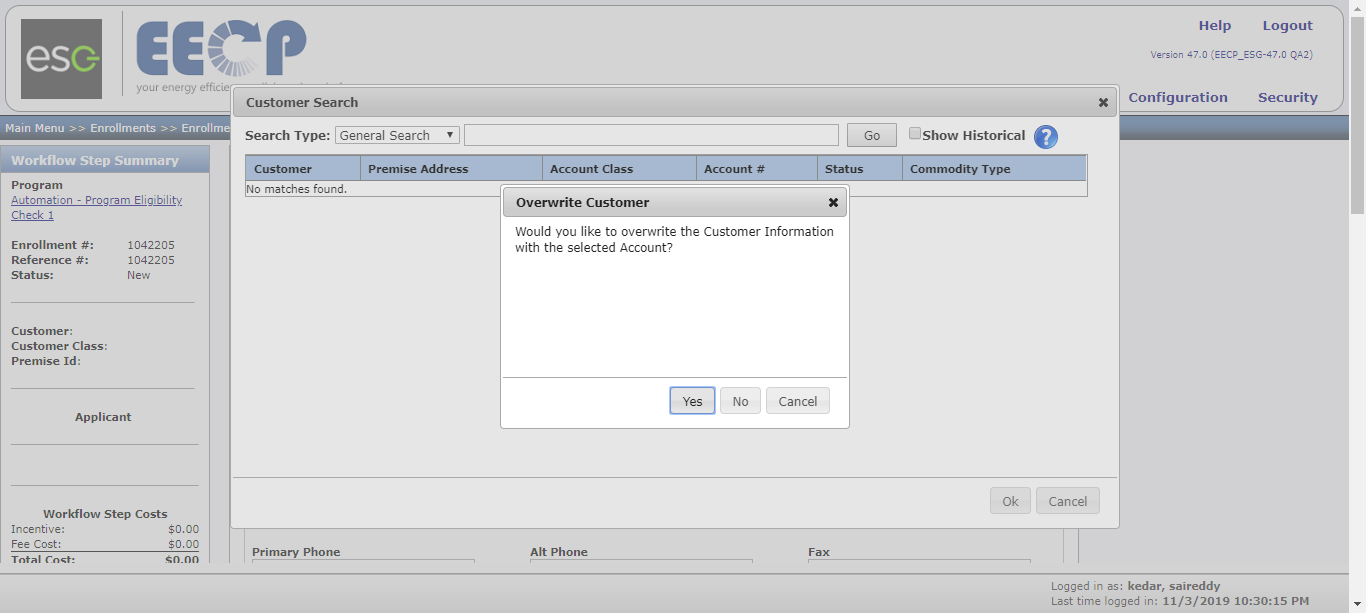 esc
EECP
your energy efficie
Help Logout
Version 47.0 (EECP_ESG-47.0 QA2)
Configuration Security
Main Menu >> Enrollments >> Enrollme
Customer Search
Search Type: General Search Go Show Historical ?
Customer Premise Address Account Class Account # Status Commodity Type
No matches found.
Overwrite Customer
Would you like to overwrite the Customer Information
with the selected Account?
Yes No Cancel
Ok Cancel
Workflow Step Summary
Program
Automation - Program Eligibility
Check 1
Enrollment #: 1042205
Reference #: 1042205
Status: New
Customer:
Customer Class:
Premise Id:
Applicant
Workflow Step Costs
Incentive: $0.00
Fee Cost: $0.00
Total Cost: $0.00
Primary Phone Alt Phone Fax
Logged in as: kedar, saireddy
Last time logged in: 11/3/2019 10:30:15 PM